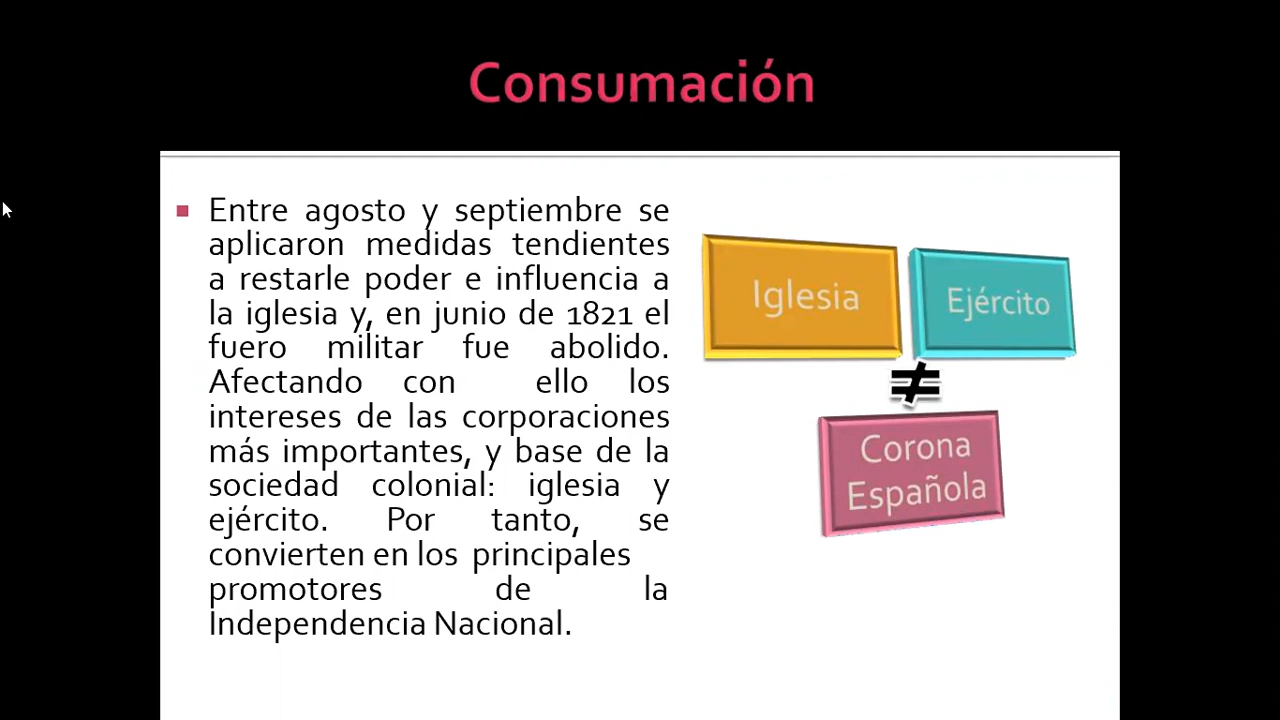 Consumación
Entre agosto y septiembre se
aplicaron medidas tendientes
a restarle poder e influencia a
la iglesia y, en junio de 1821 el
fuero militar fue abolido.
Afectando con ello los
intereses de las corporaciones
más importantes, y base de la
sociedad colonial: iglesia y
ejército. Por tanto, se
convierten en los principales
promotores de la
Independencia Nacional.
Iglesia
Ejército
≠
Corona
Española